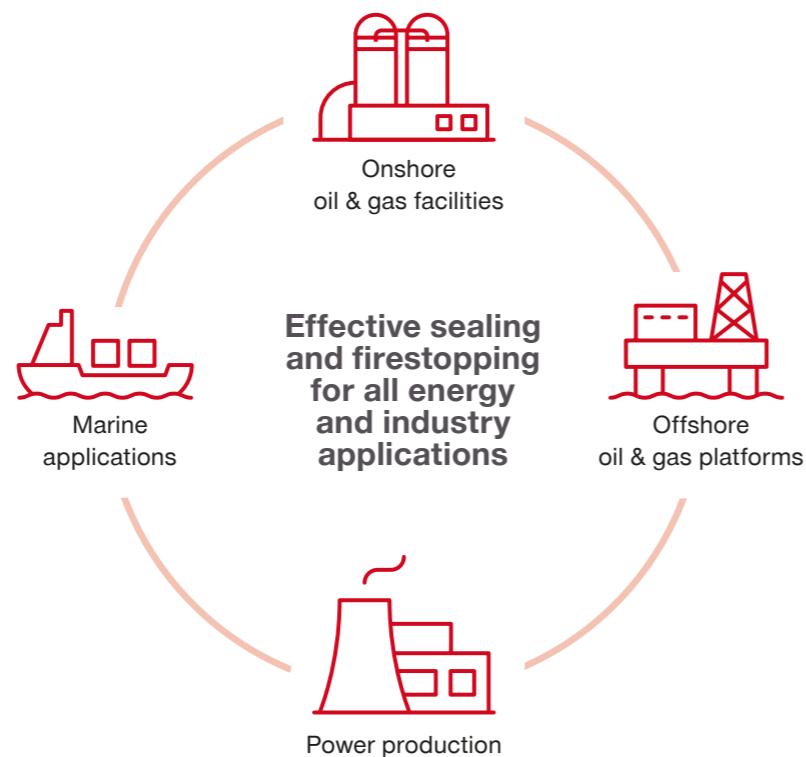 Onshore
oil & gas facilities
Effective sealing
and firestopping
for all energy
and industry
applications
Marine
applications
Offshore
oil & gas platforms
Power production